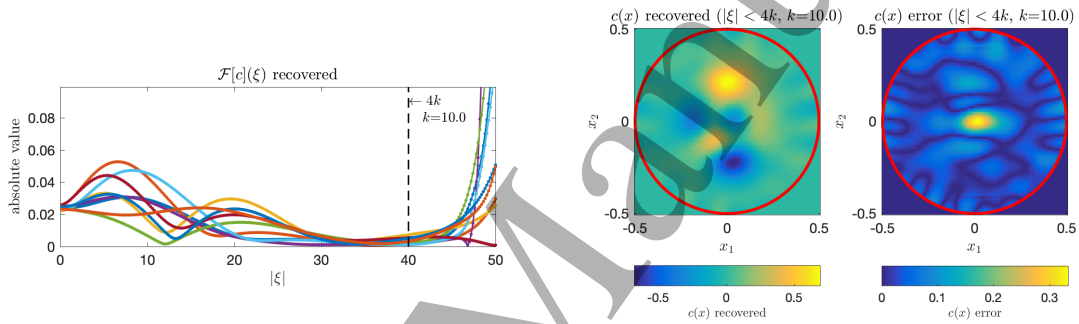 F[c](ξ) recovered
absolute value
0.08
0.06
0.04
0.02
0
← 4k
k=10.0
0 10 20 30 40 50
|ξ|
c(x) recovered (|ξ| < 4k, k=10.0)
0.5
0
-0.5
x₂
-0.5 0 0.5
x₁
-0.5 0 0.5
c(x) recovered
c(x) error (|ξ| < 4k, k=10.0)
0.5
0
-0.5
x₂
-0.5 0 0.5
x₁
0 0.1 0.2 0.3
c(x) error